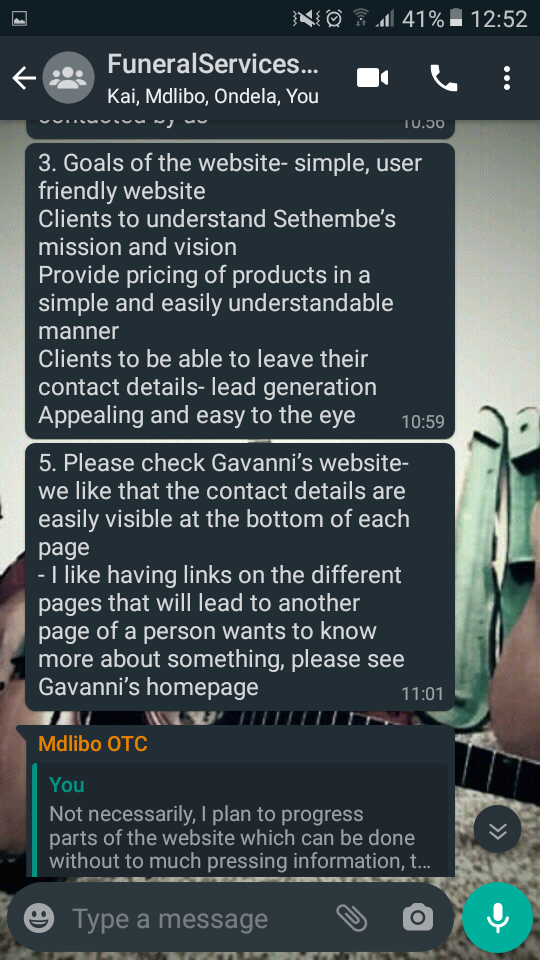 41% 12:52
FuneralServices...
Kai, Mdlibo, Ondela, You
contacted by us 10:56
3. Goals of the website- simple, user
friendly website
Clients to understand Sethembe's
mission and vision
Provide pricing of products in a
simple and easily understandable
manner
Clients to be able to leave their
contact details- lead generation
Appealing and easy to the eye 10:59
5. Please check Gavanni's website-
we like that the contact details are
easily visible at the bottom of each
page
- I like having links on the different
pages that will lead to another
page of a person wants to know
more about something, please see
Gavanni's homepage 11:01
Mdlibo OTC
You
Not necessarily, I plan to progress
parts of the website which can be done
without to much pressing information, t...
Type a message